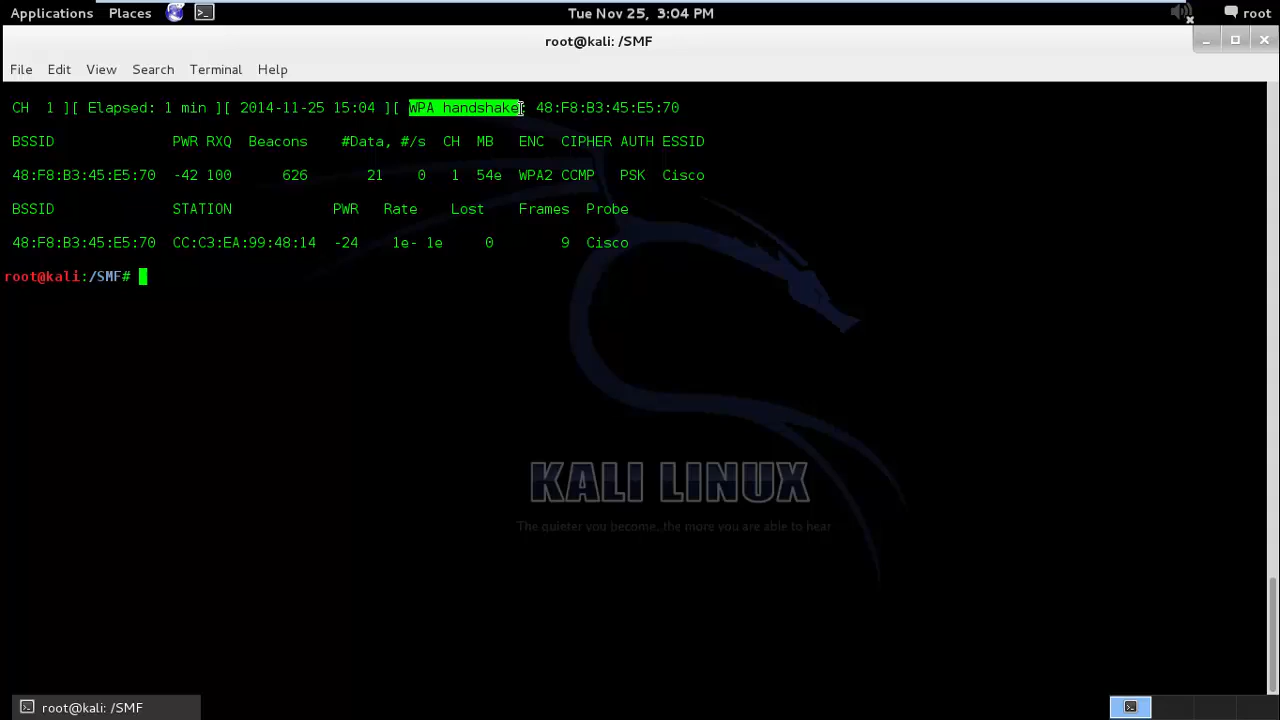 Applications Places Tue Nov 25, 3:04 PM root
root@kali: /SMF
File Edit View Search Terminal Help
CH 1 ][ Elapsed: 1 min ][ 2014-11-25 15:04 ][ WPA handshake: 48:F8:B3:45:E5:70
BSSID PWR RXQ Beacons #Data, #/s CH MB ENC CIPHER AUTH ESSID
48:F8:B3:45:E5:70 -42 100 626 21 0 1 54e WPA2 CCMP PSK Cisco
BSSID STATION PWR Rate Lost Frames Probe
48:F8:B3:45:E5:70 CC:C3:EA:99:48:14 -24 1e- 1e 0 9 Cisco
root@kali:/SMF#
KALI LINUX
The quieter you become, the more you are able to hear
root@kali: /SMF